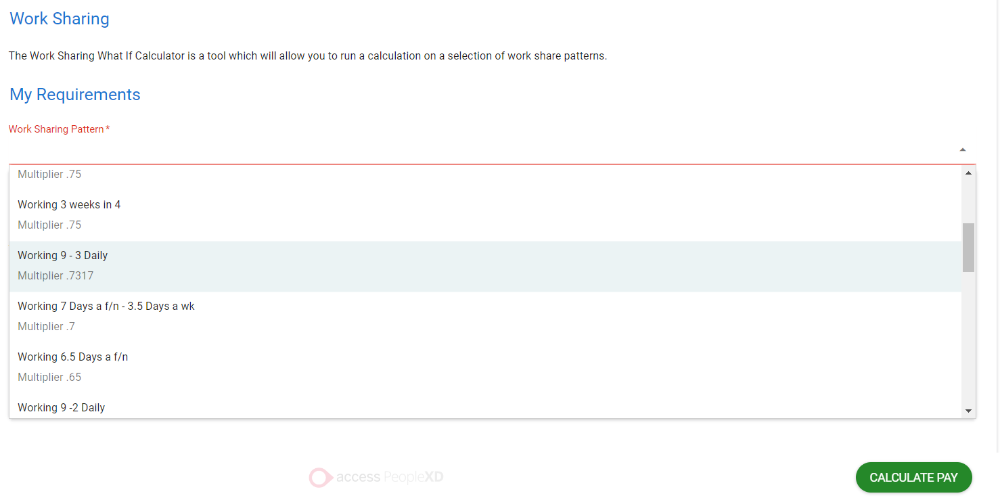 Work Sharing
The Work Sharing What If Calculator is a tool which will allow you to run a calculation on a selection of work share patterns.
My Requirements
Work Sharing Pattern *
Multiplier .75
Working 3 weeks in 4
Multiplier .75
Working 9 - 3 Daily
Multiplier .7317
Working 7 Days a f/n - 3.5 Days a wk
Multiplier .7
Working 6.5 Days a f/n
Multiplier .65
Working 9 -2 Daily
access PeopleXD
CALCULATE PAY